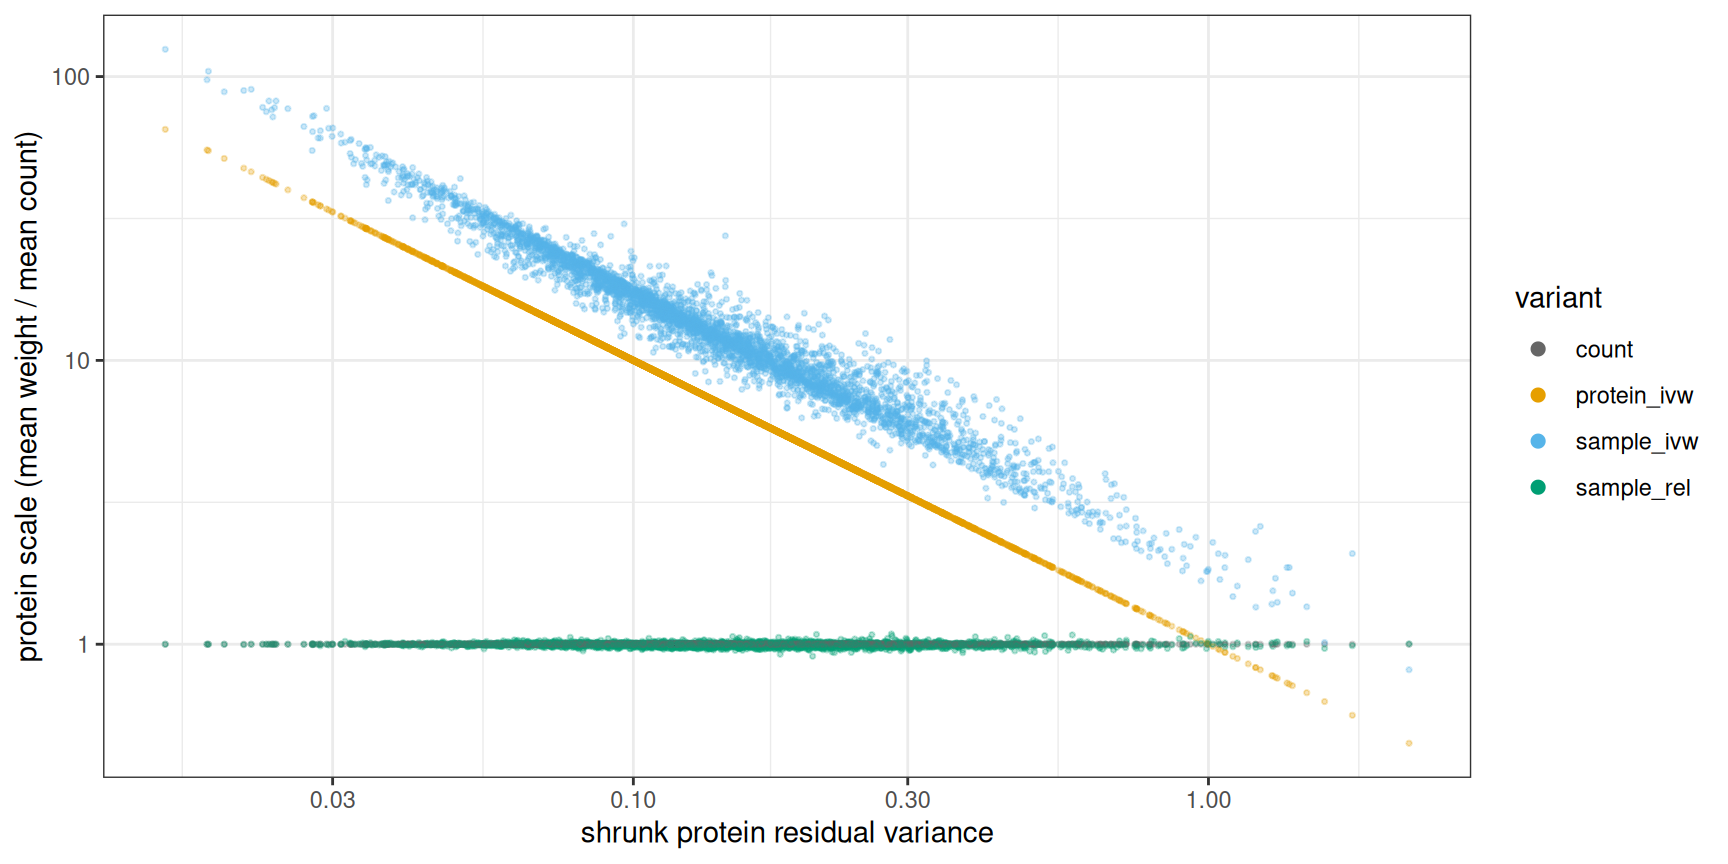 protein scale (mean weight / mean count)
100
10
1
0.03
0.10
0.30
1.00
shrunk protein residual variance
variant
count
protein_ivw
sample_ivw
sample_rel